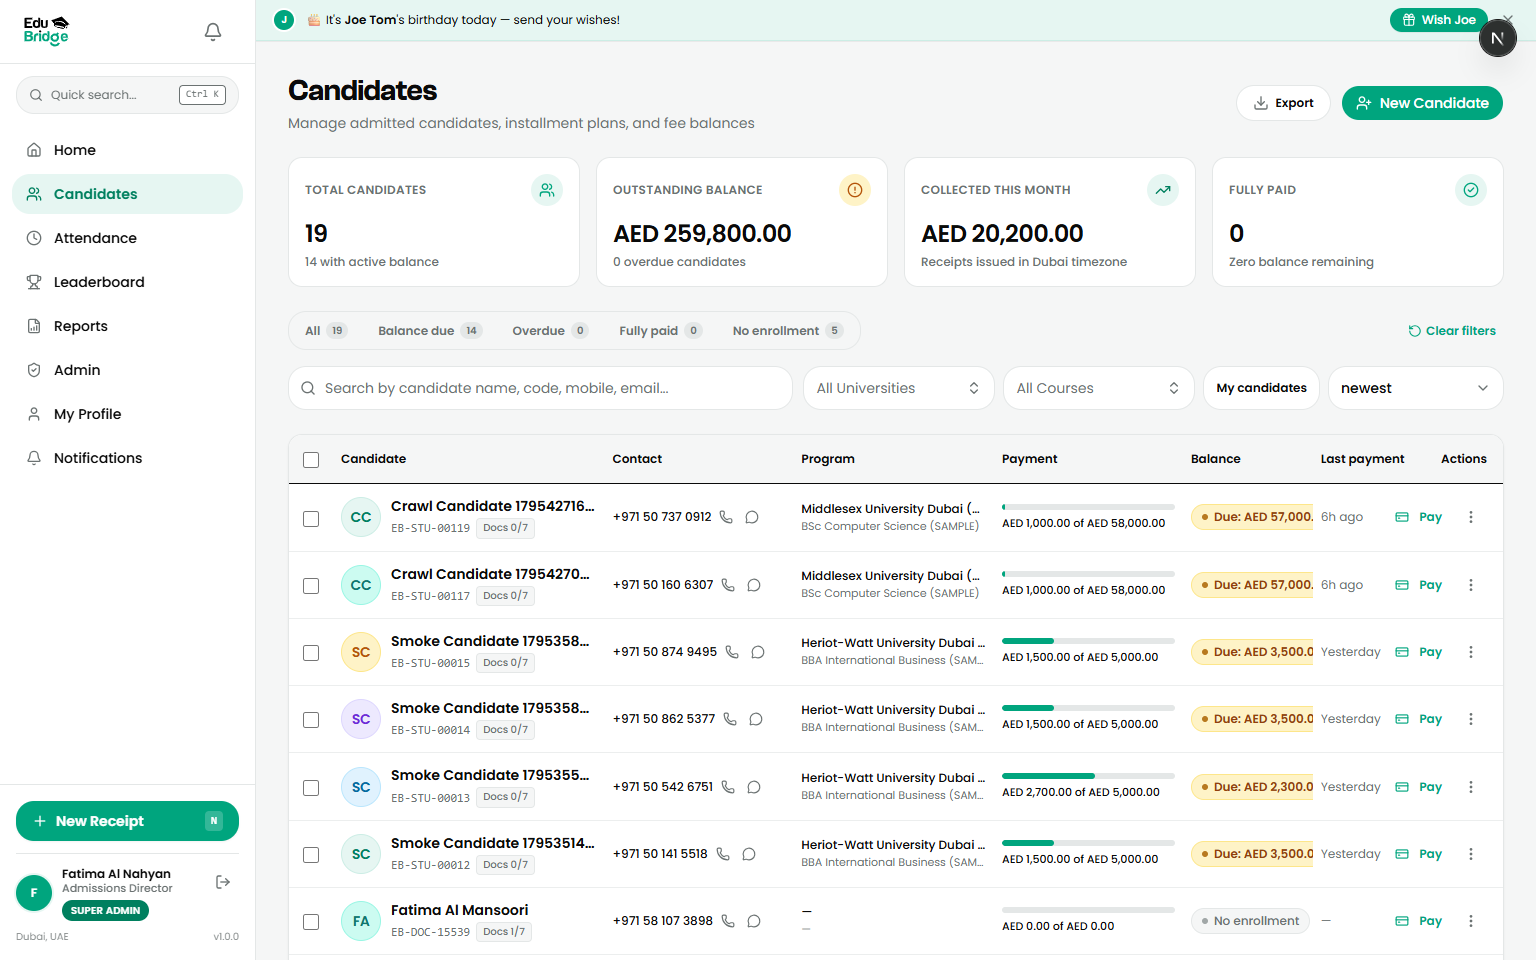 Edu
Bridge
J
It's Joe Tom's birthday today — send your wishes!
Wish Joe
N
Quick search...
Ctrl K
Home
Candidates
Attendance
Leaderboard
Reports
Admin
My Profile
Notifications
New Receipt
N
F
Fatima Al Nahyan
Admissions Director
SUPER ADMIN
Dubai, UAE
v1.0.0
Candidates
Manage admitted candidates, installment plans, and fee balances
Export
New Candidate
TOTAL CANDIDATES
19
14 with active balance
OUTSTANDING BALANCE
AED 259,800.00
0 overdue candidates
COLLECTED THIS MONTH
AED 20,200.00
Receipts issued in Dubai timezone
FULLY PAID
0
Zero balance remaining
All 19
Balance due 14
Overdue 0
Fully paid 0
No enrollment 5
Clear filters
Search by candidate name, code, mobile, email...
All Universities
All Courses
My candidates
newest
Candidate Contact Program Payment Balance Last payment Actions
CC
Crawl Candidate 179542716...
EB-STU-00119 Docs 0/7
+971 50 737 0912
Middlesex University Dubai (...
BSc Computer Science (SAMPLE)
AED 1,000.00 of AED 58,000.00
Due: AED 57,000.
6h ago
Pay
CC
Crawl Candidate 17954270...
EB-STU-00117 Docs 0/7
+971 50 160 6307
Middlesex University Dubai (...
BSc Computer Science (SAMPLE)
AED 1,000.00 of AED 58,000.00
Due: AED 57,000.
6h ago
Pay
SC
Smoke Candidate 1795358...
EB-STU-00015 Docs 0/7
+971 50 874 9495
Heriot-Watt University Dubai ...
BBA International Business (SAM...
AED 1,500.00 of AED 5,000.00
Due: AED 3,500.0
Yesterday
Pay
SC
Smoke Candidate 1795358...
EB-STU-00014 Docs 0/7
+971 50 862 5377
Heriot-Watt University Dubai ...
BBA International Business (SAM...
AED 1,500.00 of AED 5,000.00
Due: AED 3,500.0
Yesterday
Pay
SC
Smoke Candidate 1795355...
EB-STU-00013 Docs 0/7
+971 50 542 6751
Heriot-Watt University Dubai ...
BBA International Business (SAM...
AED 2,700.00 of AED 5,000.00
Due: AED 2,300.0
Yesterday
Pay
SC
Smoke Candidate 17953514...
EB-STU-00012 Docs 0/7
+971 50 141 5518
Heriot-Watt University Dubai ...
BBA International Business (SAM...
AED 1,500.00 of AED 5,000.00
Due: AED 3,500.0
Yesterday
Pay
FA
Fatima Al Mansoori
EB-DOC-15539 Docs 1/7
+971 58 107 3898
—
—
AED 0.00 of AED 0.00
No enrollment
—
Pay